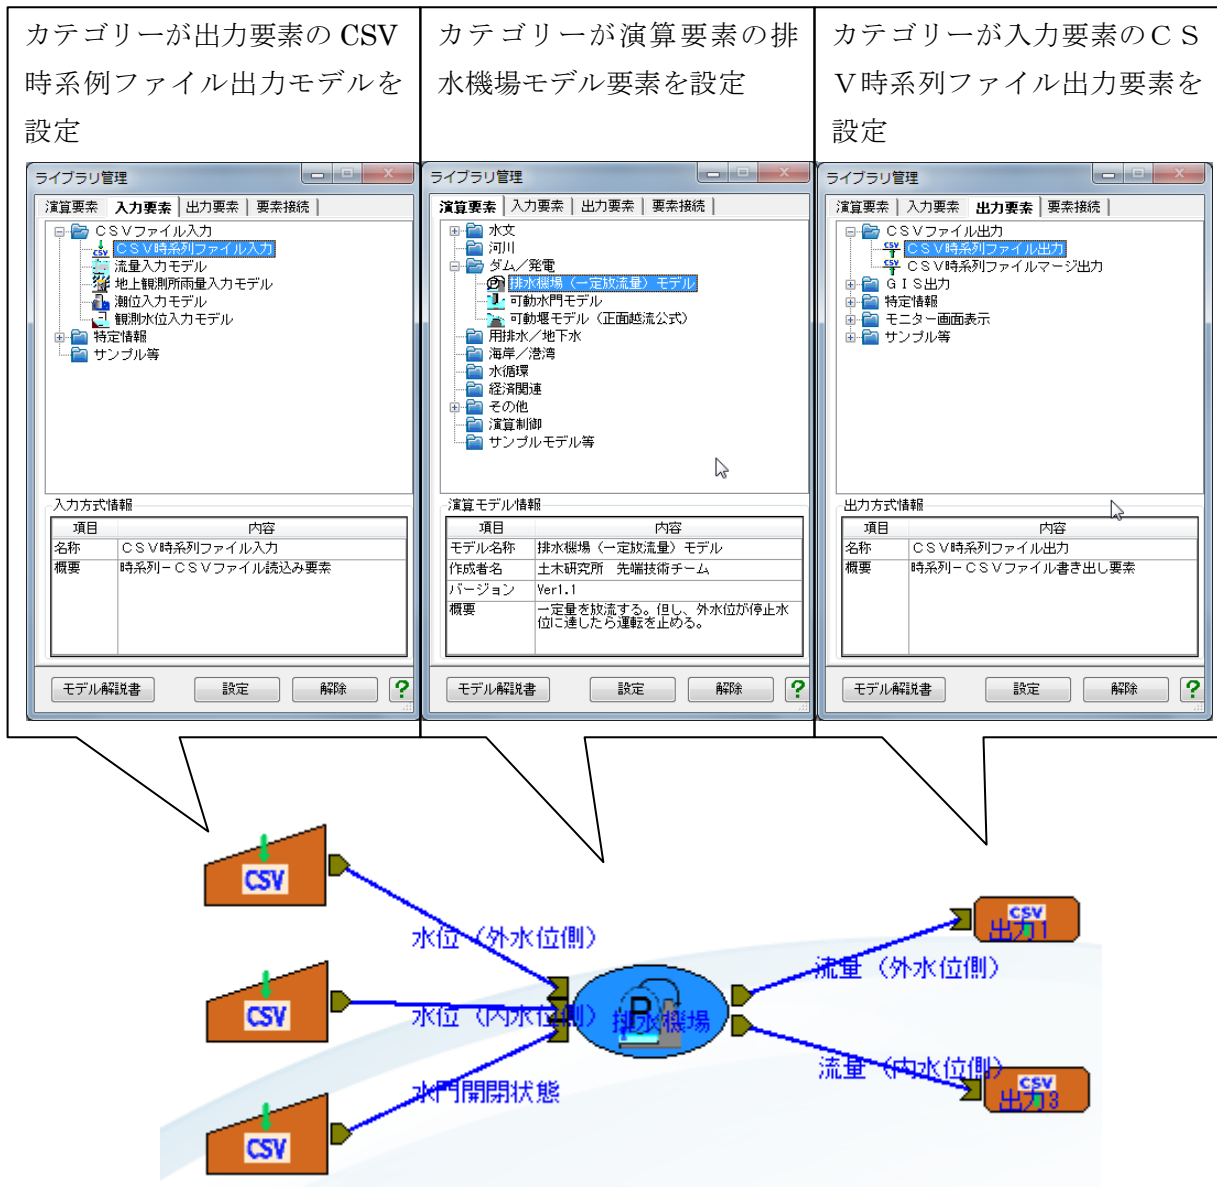 カテゴリーが出力要素の CSV
時系例ファイル出力モデルを
設定
カテゴリーが演算要素の排
水機場モデル要素を設定
カテゴリーが入力要素のＣＳ
Ｖ時系列ファイル出力要素を
設定
ライブラリ管理
演算要素 入力要素 出力要素 要素接続
ＣＳＶファイル入力
ＣＳＶ時系列ファイル入力
流量入力モデル
地上観測所雨量入力モデル
潮位入力モデル
観測水位入力モデル
特定情報
サンプル等
入力方式情報
項目 内容
名称 ＣＳＶ時系列ファイル入力
概要 時系列－ＣＳＶファイル読込み要素
モデル解説書 設定 解除 ?
ライブラリ管理
演算要素 入力要素 出力要素 要素接続
水文
河川
ダム／発電
排水機場（一定放流量）モデル
可動水門モデル
可動堰モデル（正面越流公式）
用排水／地下水
海岸／港湾
水循環
経済関連
その他
演算制御
サンプルモデル等
演算モデル情報
項目 内容
モデル名称 排水機場（一定放流量）モデル
作成者名 土木研究所　先端技術チーム
バージョン Ver1.1
概要 一定量を放流する。但し、外水位が停止水
位に達したら運転を止める。
モデル解説書 設定 解除 ?
ライブラリ管理
演算要素 入力要素 出力要素 要素接続
ＣＳＶファイル出力
ＣＳＶ時系列ファイル出力
ＣＳＶ時系列ファイルマージ出力
ＧＩＳ出力
特定情報
モニター画面表示
サンプル等
出力方式情報
項目 内容
名称 ＣＳＶ時系列ファイル出力
概要 時系列－ＣＳＶファイル書き出し要素
モデル解説書 設定 解除 ?
CSV
水位（外水位側）
CSV
水位（内水位側）
CSV
水門開閉状態
P
排水機場
流量（外水位側）
CSV
出力1
流量（内水位側）
CSV
出力3